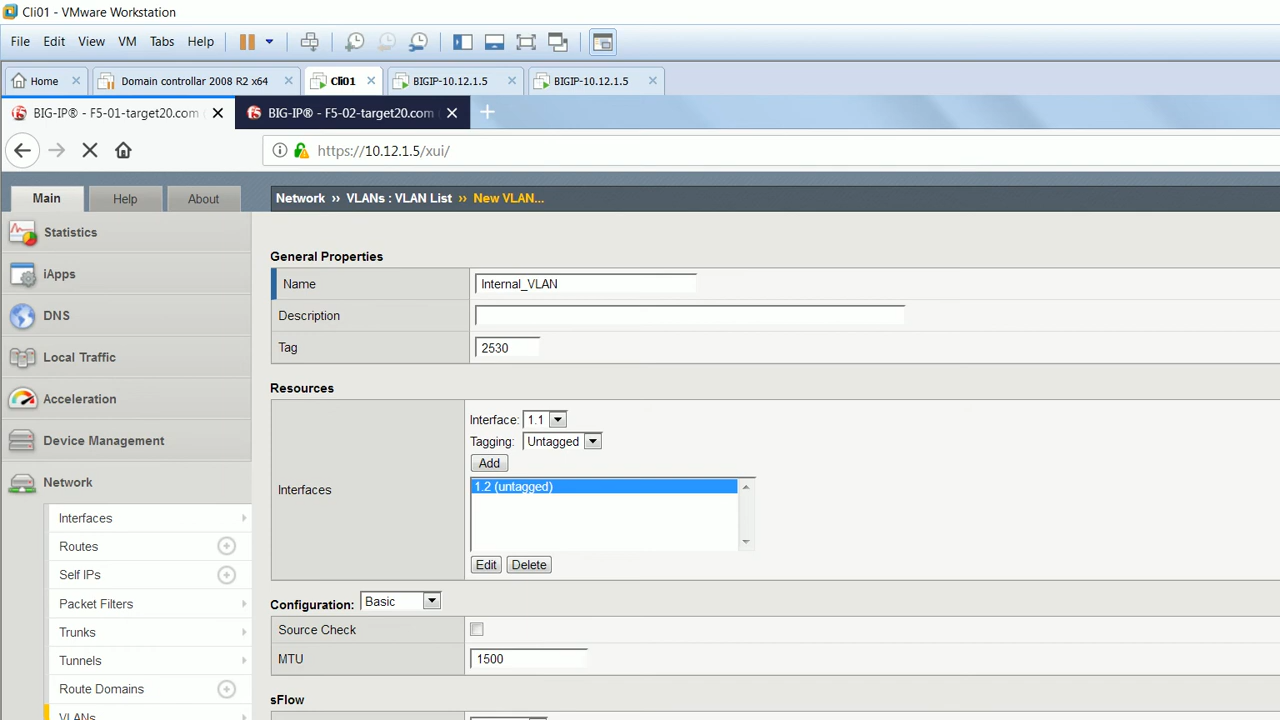 Cli01 - VMware Workstation
File Edit View VM Tabs Help
Home Domain controllar 2008 R2 x64 Cli01 BIGIP-10.12.1.5 BIGIP-10.12.1.5
BIG-IP® - F5-01-target20.com ( BIG-IP® - F5-02-target20.com (
https://10.12.1.5/xui/
Main Help About
Network ›› VLANs : VLAN List ›› New VLAN...
Statistics
iApps
DNS
Local Traffic
Acceleration
Device Management
Network
Interfaces
Routes
Self IPs
Packet Filters
Trunks
Tunnels
Route Domains
VLANs
General Properties
Name Internal_VLAN
Description
Tag 2530
Resources
Interfaces
Interface: 1.1
Tagging: Untagged
Add
1.2 (untagged)
Edit Delete
Configuration: Basic
Source Check
MTU 1500
sFlow